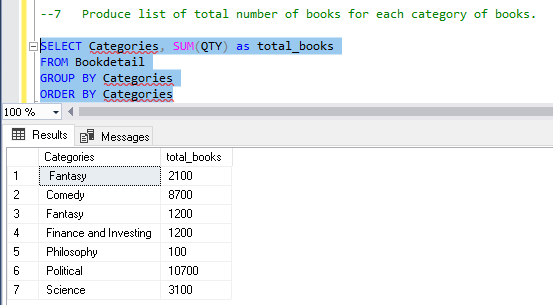 --7 Produce list of total number of books for each category of books.
SELECT Categories, SUM(QTY) as total_books
FROM Bookdetail
GROUP BY Categories
ORDER BY Categories
100 %
Results Messages
Categories total_books
1 Fantasy 2100
2 Comedy 8700
3 Fantasy 1200
4 Finance and Investing 1200
5 Philosophy 100
6 Political 10700
7 Science 3100